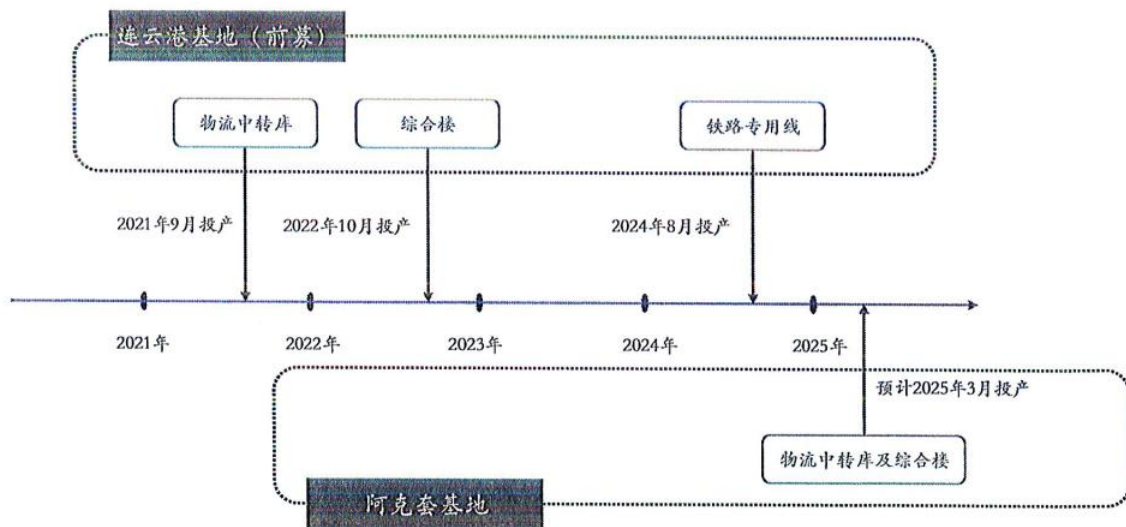 连云港基地（前募）
物流中转库
综合楼
铁路专用线
2021年9月投产
2022年10月投产
2024年8月投产
2021年
2022年
2023年
2024年
2025年
预计2025年3月投产
物流中转库及综合楼
阿克套基地